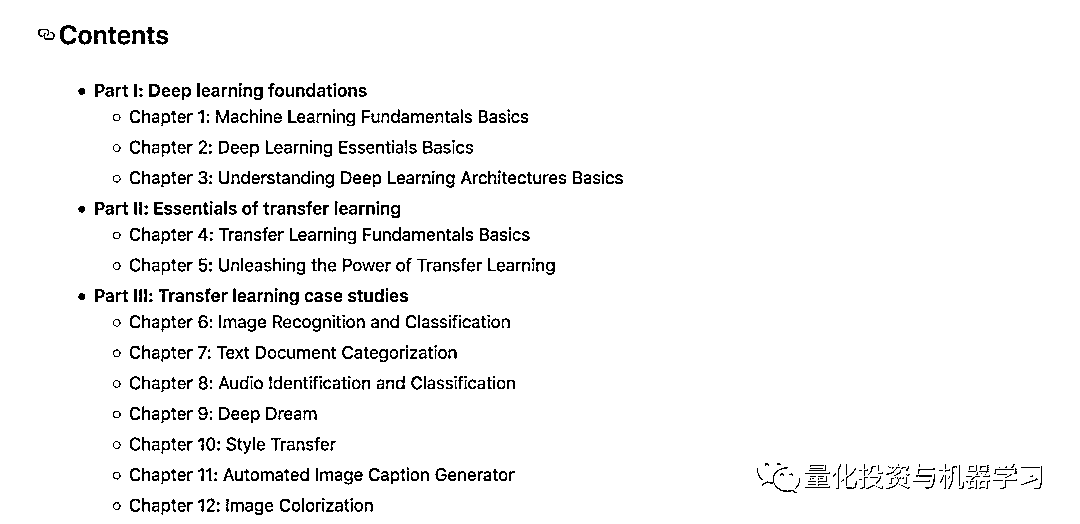 Contents
Part I: Deep learning foundations
Chapter 1: Machine Learning Fundamentals Basics
Chapter 2: Deep Learning Essentials Basics
Chapter 3: Understanding Deep Learning Architectures Basics
Part II: Essentials of transfer learning
Chapter 4: Transfer Learning Fundamentals Basics
Chapter 5: Unleashing the Power of Transfer Learning
Part III: Transfer learning case studies
Chapter 6: Image Recognition and Classification
Chapter 7: Text Document Categorization
Chapter 8: Audio Identification and Classification
Chapter 9: Deep Dream
Chapter 10: Style Transfer
Chapter 11: Automated Image Caption Generator
Chapter 12: Image Colorization
量化投资与机器学习